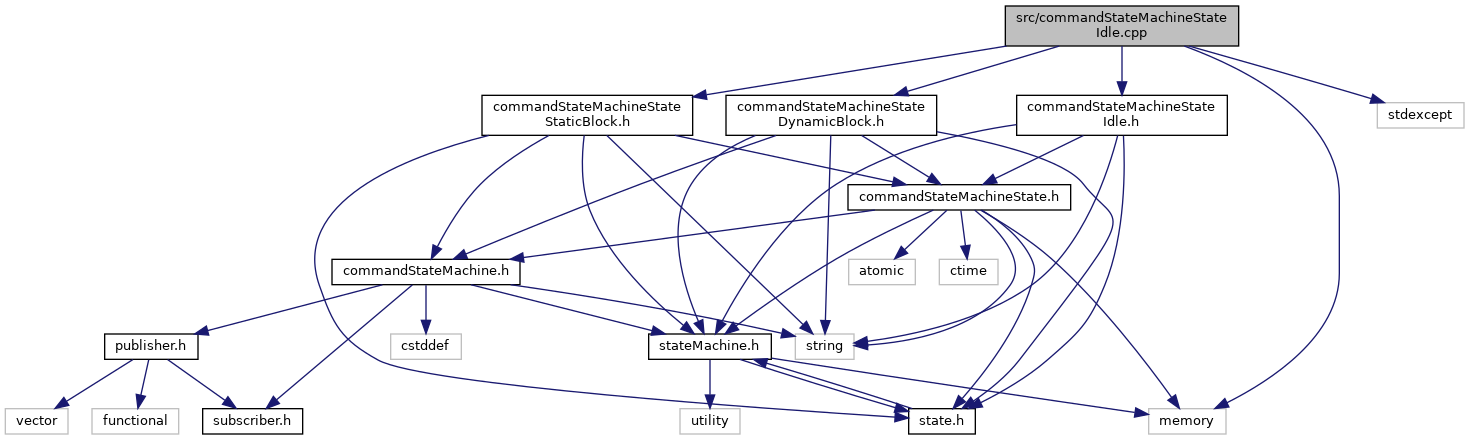 src/commandStateMachineState
Idle.cpp
commandStateMachineState
StaticBlock.h
commandStateMachineState
DynamicBlock.h
commandStateMachineState
Idle.h
stdexcept
commandStateMachineState.h
commandStateMachine.h
atomic
ctime
publisher.h
cstddef
stateMachine.h
string
vector
functional
subscriber.h
utility
state.h
memory